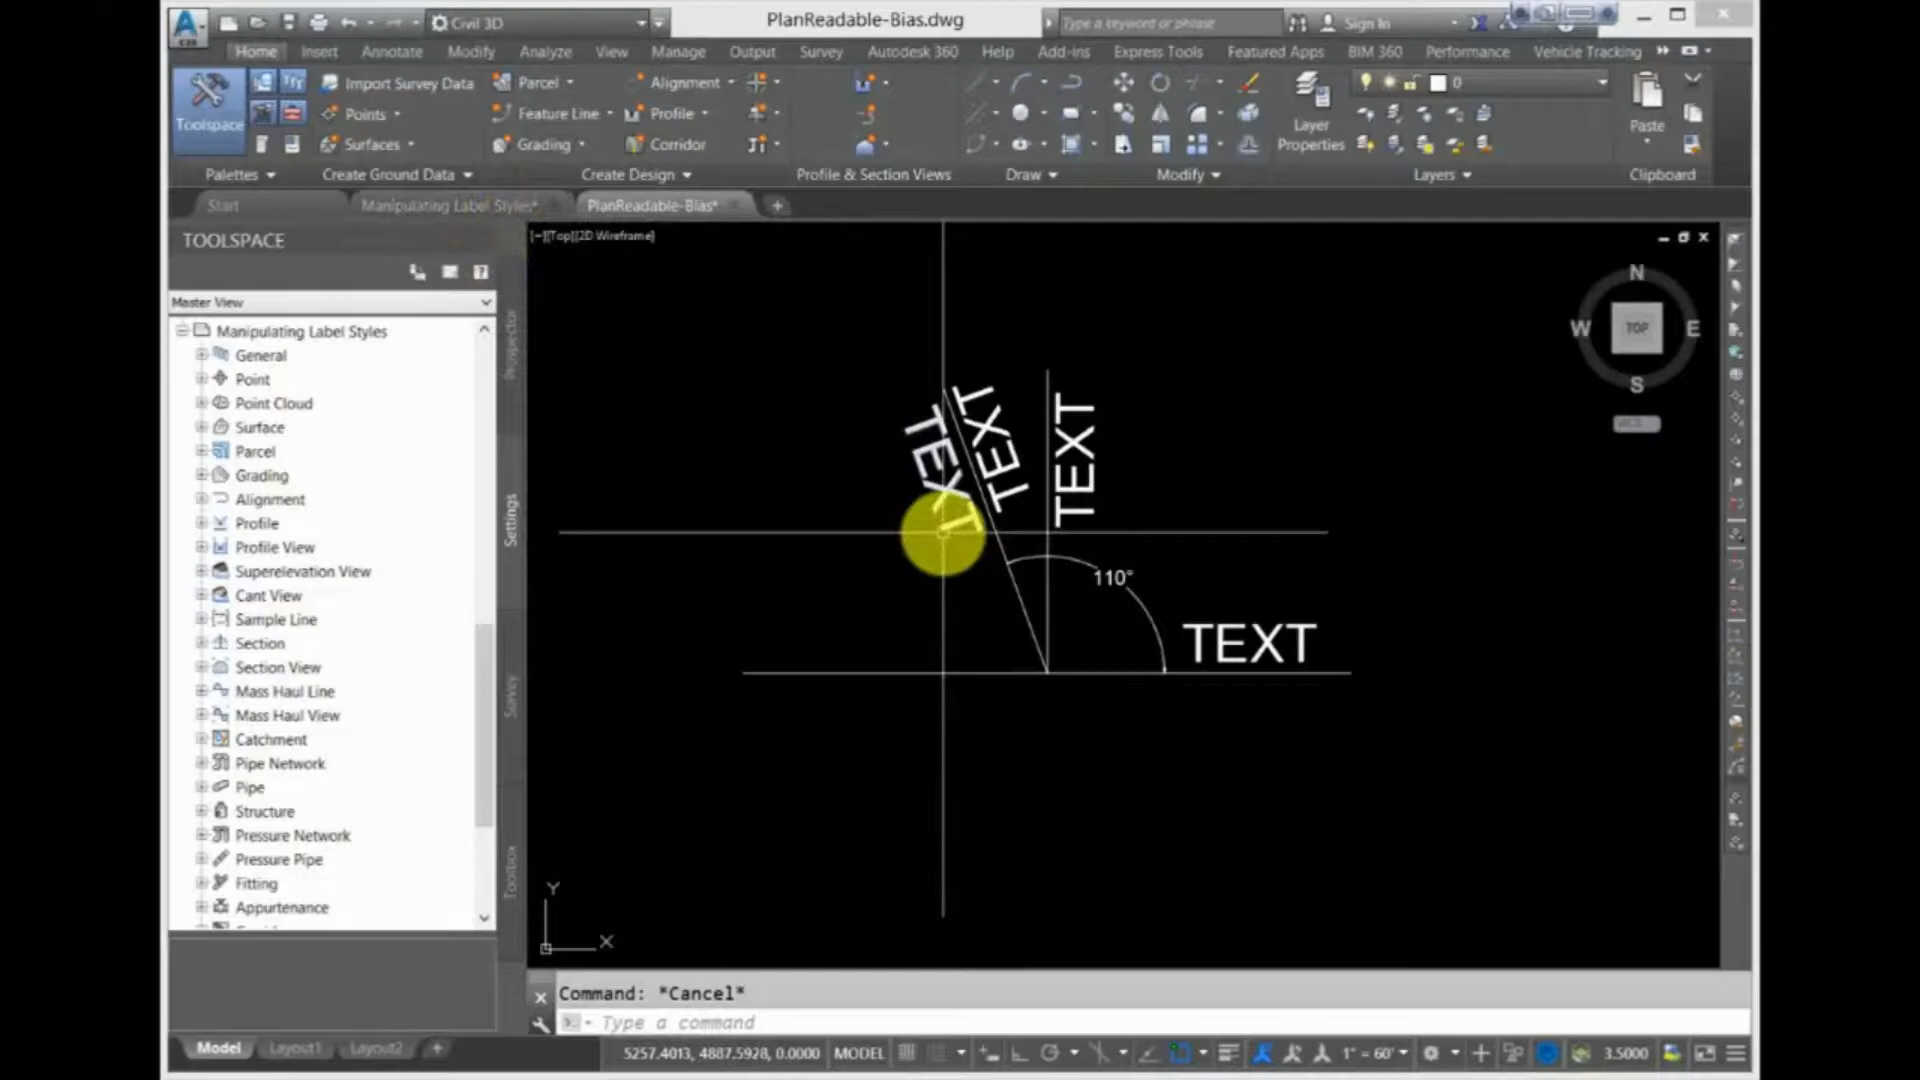 Civil 3D
PlanReadable-Bias.dwg
Type a keyword or phrase
Sign In
Home Insert Annotate Modify Analyze View Manage Output Survey Autodesk 360 Help Add-ins Express Tools Featured Apps BIM 360 Performance Vehicle Tracking
Toolspace
Import Survey Data
Points
Surfaces
Parcel
Feature Line
Grading
Alignment
Profile
Corridor
Layer
Properties
0
Paste
Palettes
Create Ground Data
Create Design
Profile & Section Views
Draw
Modify
Layers
Clipboard
Start
Manipulating Label Styles*
PlanReadable-Bias*
TOOLSPACE
Master View
Manipulating Label Styles
General
Point
Point Cloud
Surface
Parcel
Grading
Alignment
Profile
Profile View
Superelevation View
Cant View
Sample Line
Section
Section View
Mass Haul Line
Mass Haul View
Catchment
Pipe Network
Pipe
Structure
Pressure Network
Pressure Pipe
Fitting
Appurtenance
Prospector
Settings
Survey
Toolbox
[−][Top][2D Wireframe]
N
W
TOP
E
S
TEXT
TEXT
TEXT
110°
TEXT
Y
X
Command: *Cancel*
Type a command
Model Layout1 Layout2
5257.4013, 4887.5928, 0.0000
MODEL
1" = 60'
3.5000